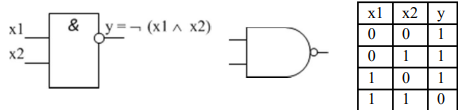 x1
x2
&
y = ¬ (x1 ∧ x2)
x1 x2 y
0 0 1
0 1 1
1 0 1
1 1 0